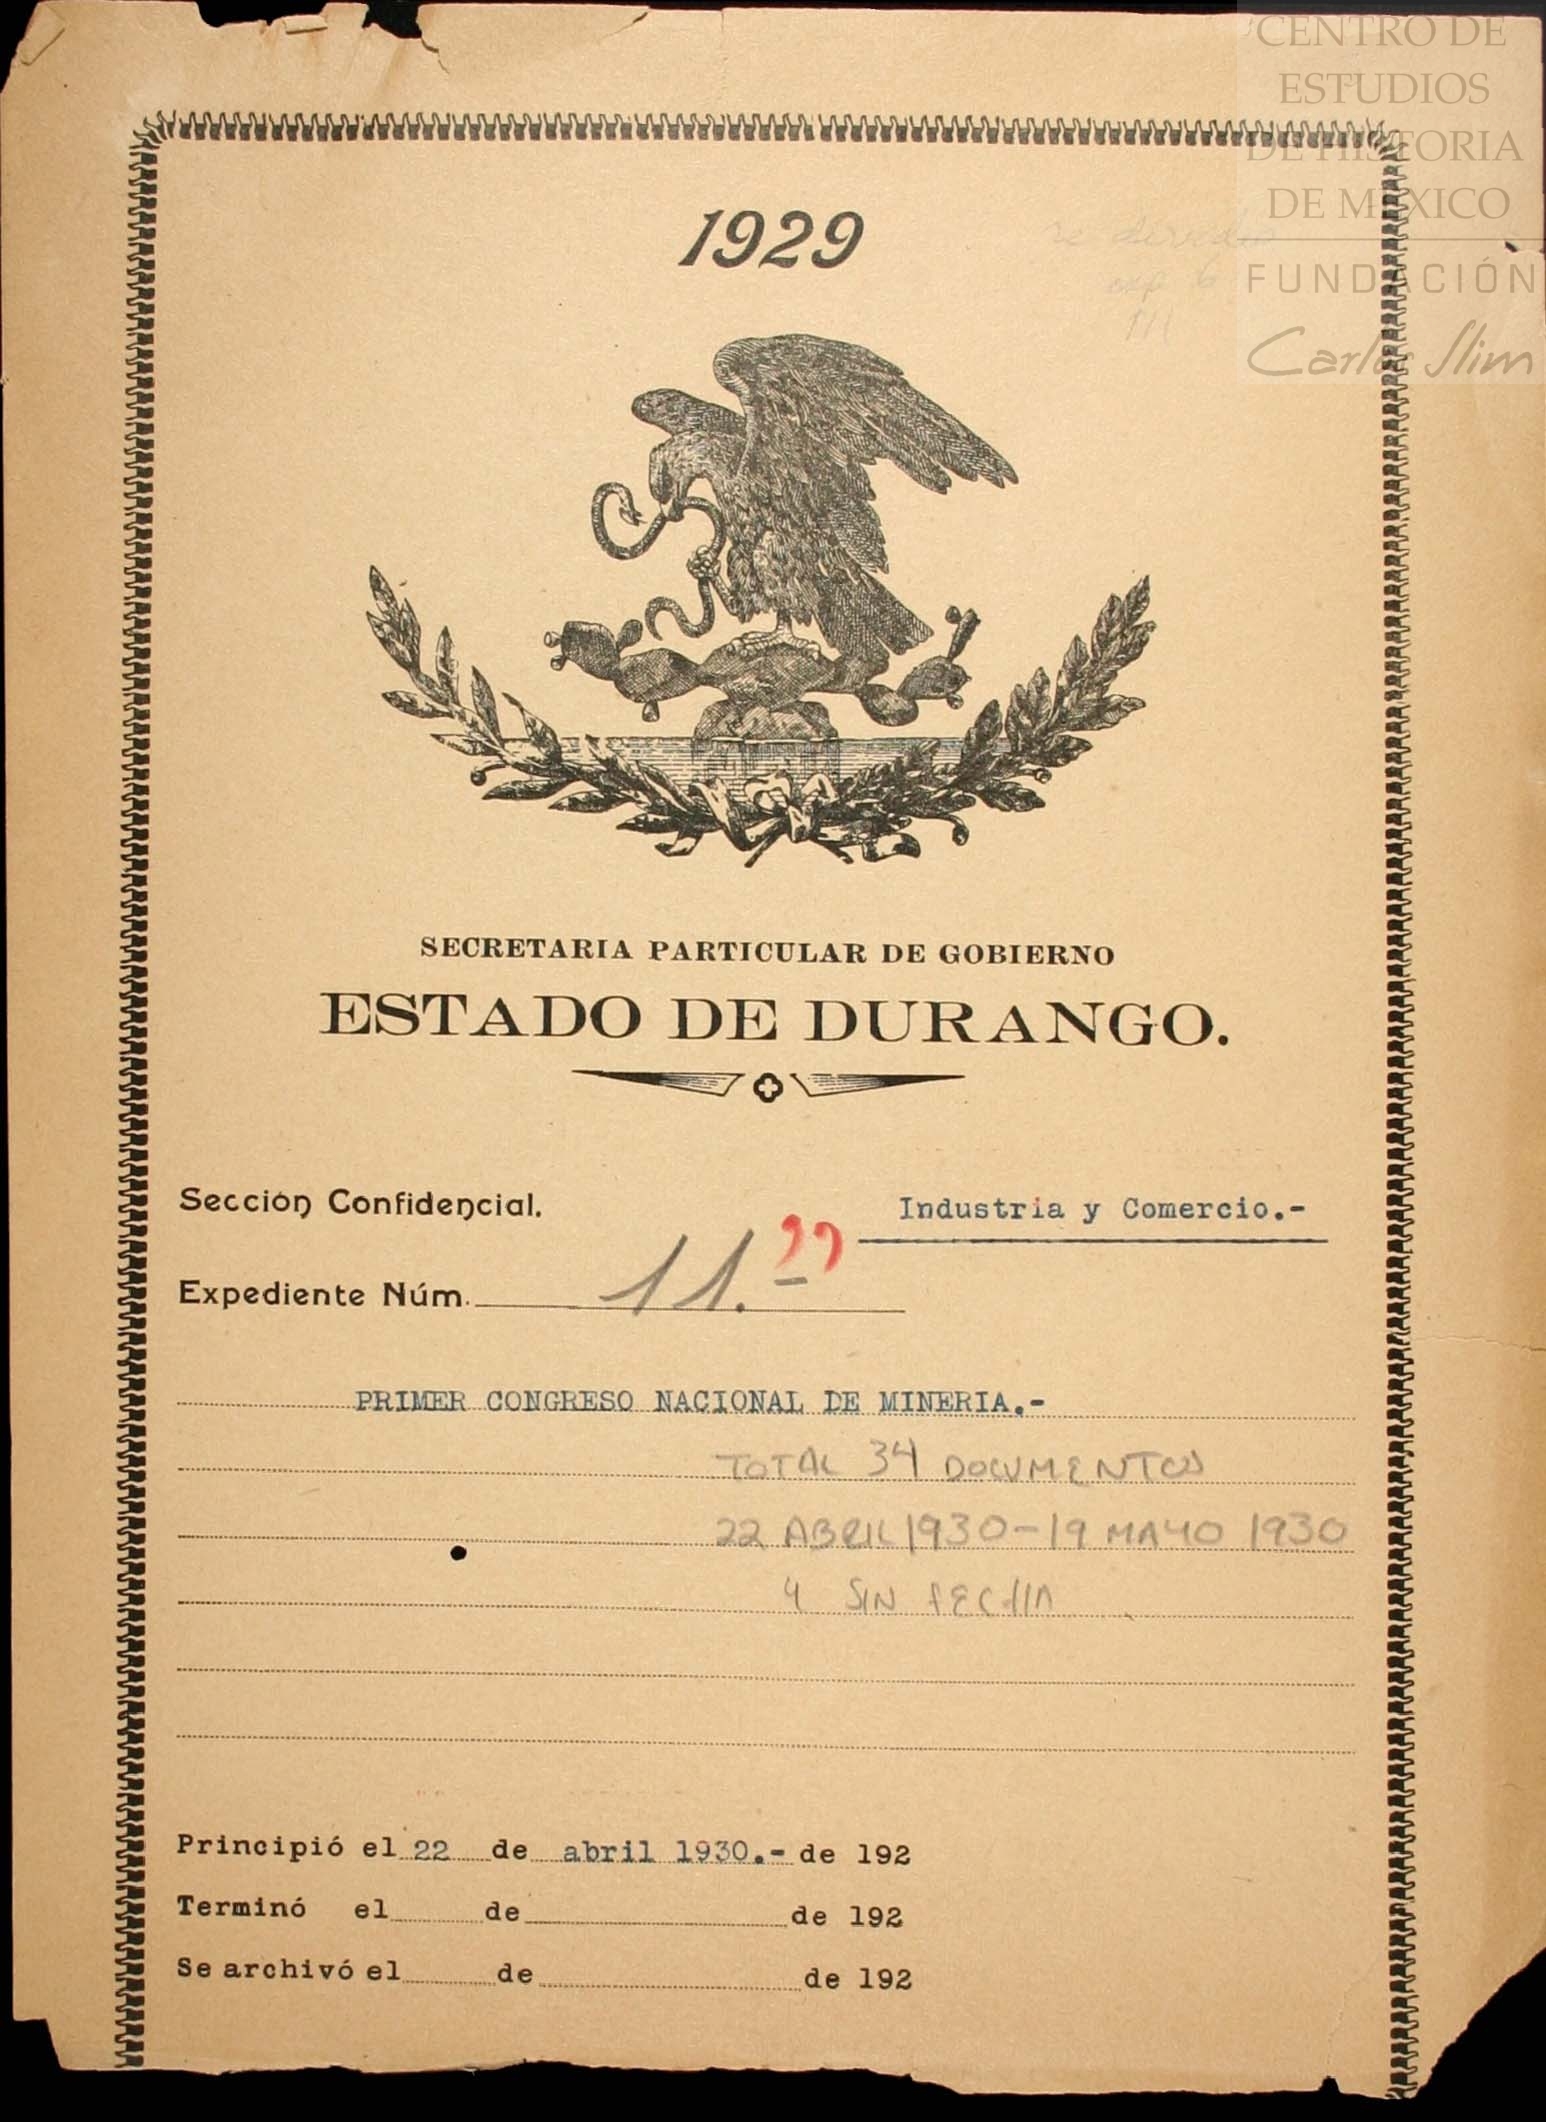 CENTRO DE
ESTUDIOS
DE HISTORIA
DE MÉXICO
FUNDACIÓN
Carlos Slim
1929
exp 6
III
SECRETARIA PARTICULAR DE GOBIERNO
ESTADO DE DURANGO.
Sección Confidencial.
Industria y Comercio.-
Expediente Núm. 11.-
PRIMER CONGRESO NACIONAL DE MINERIA.-
TOTAL 34 DOCUMENTOS
22 ABRIL 1930-19 MAYO 1930
4 SIN FECHA
Principió el 22 de abril 1930.- de 192
Terminó el de de 192
Se archivó el de de 192